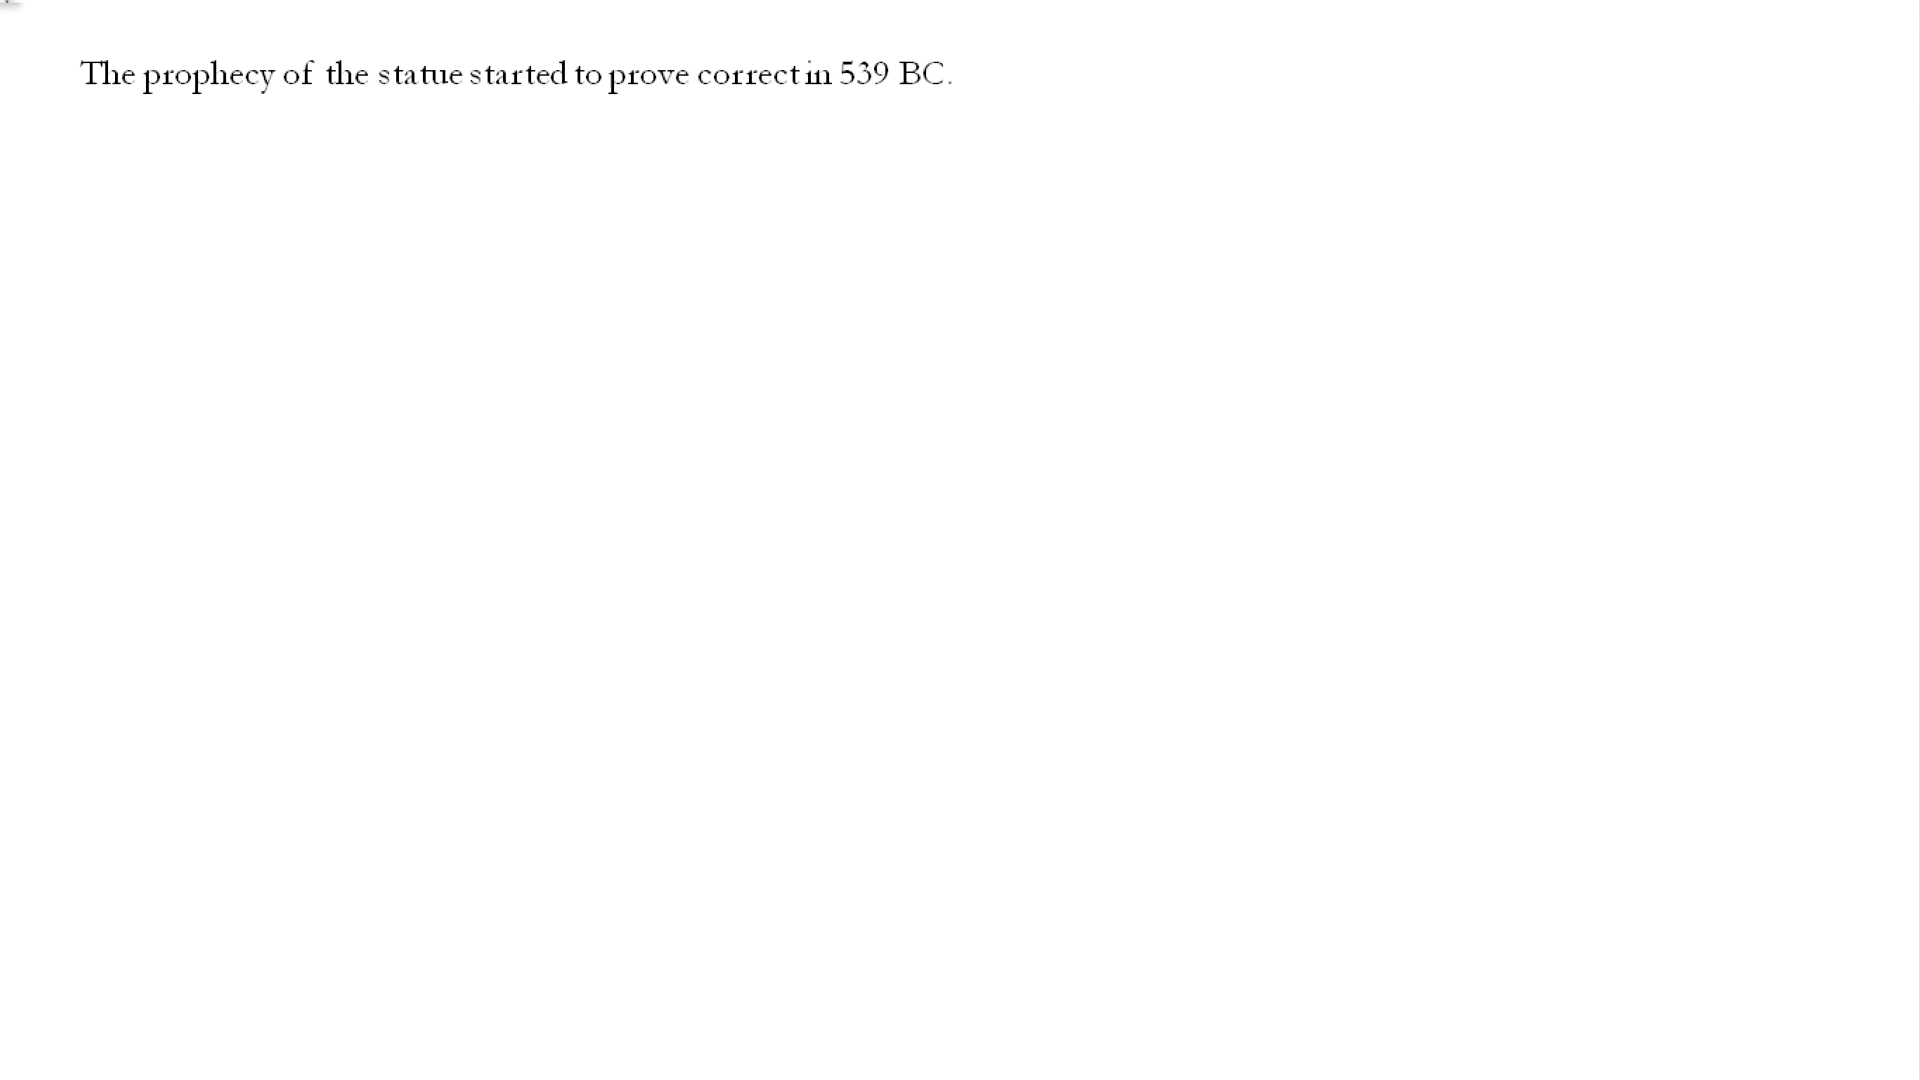 The prophecy of the statue started to prove correct in 539 BC.